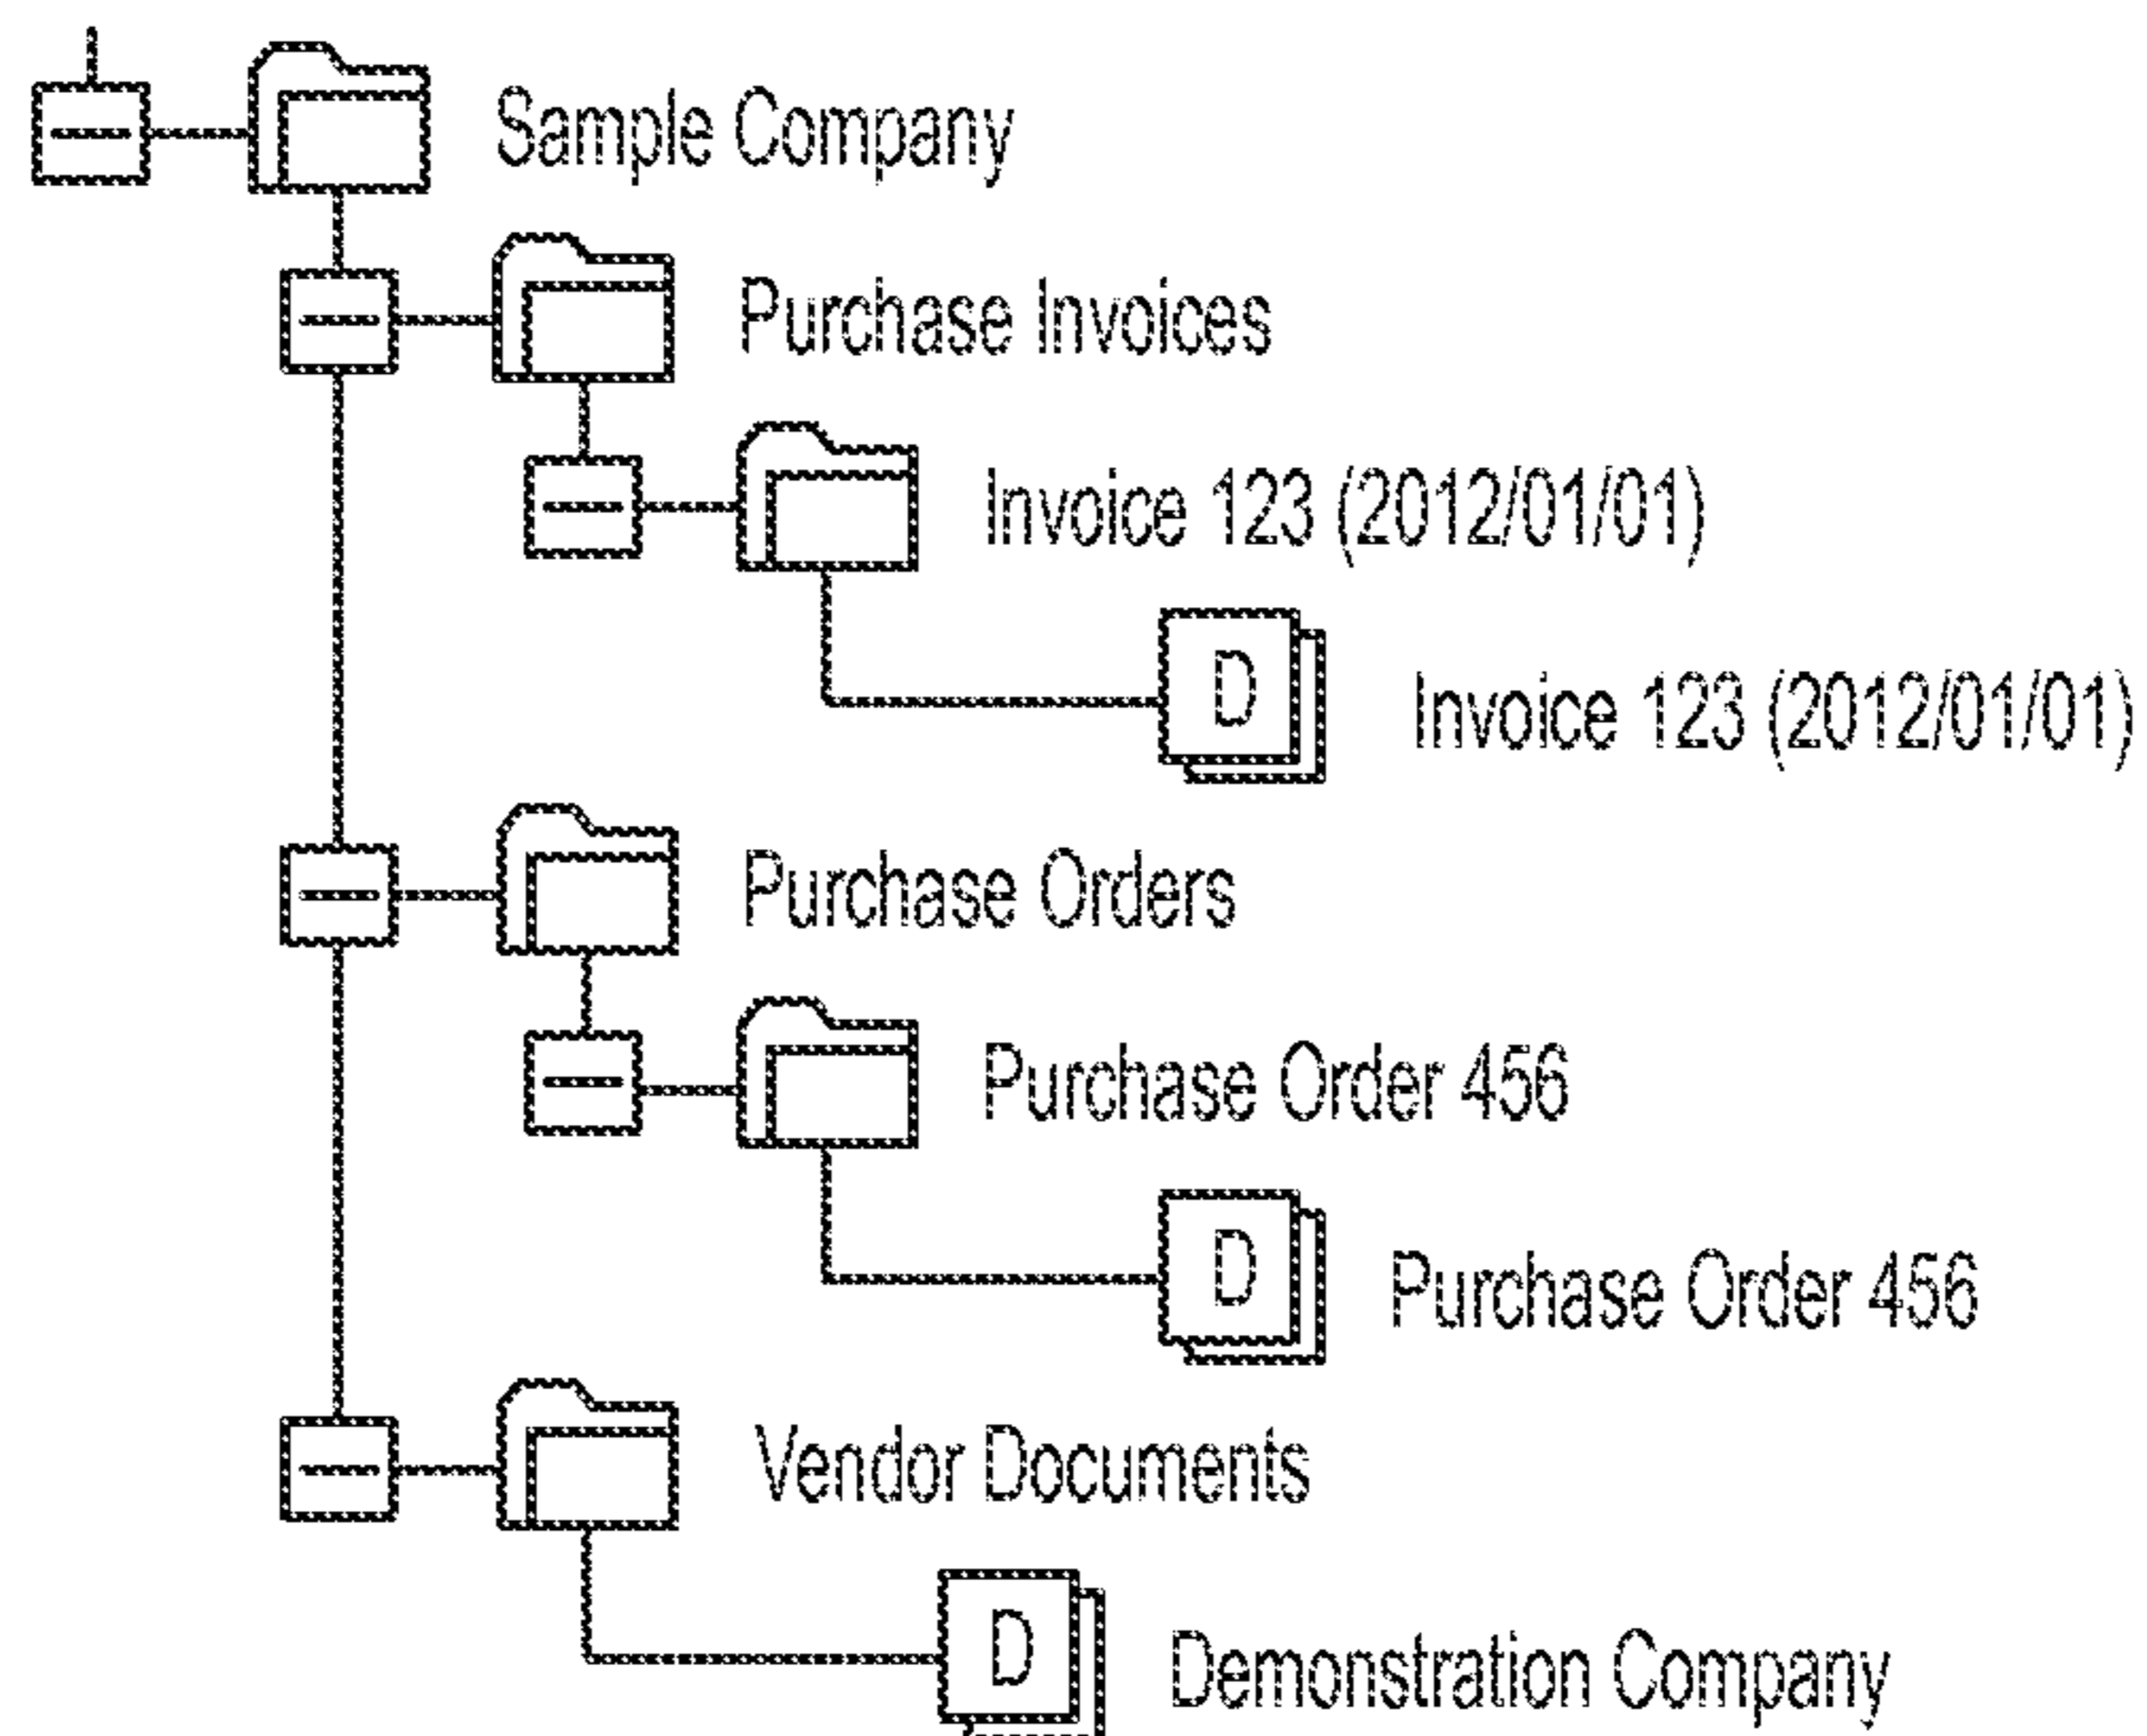 Sample Company
Purchase Invoices
Invoice 123 (2012/01/01)
D
Invoice 123 (2012/01/01)
Purchase Orders
Purchase Order 456
D
Purchase Order 456
Vendor Documents
D
Demonstration Company